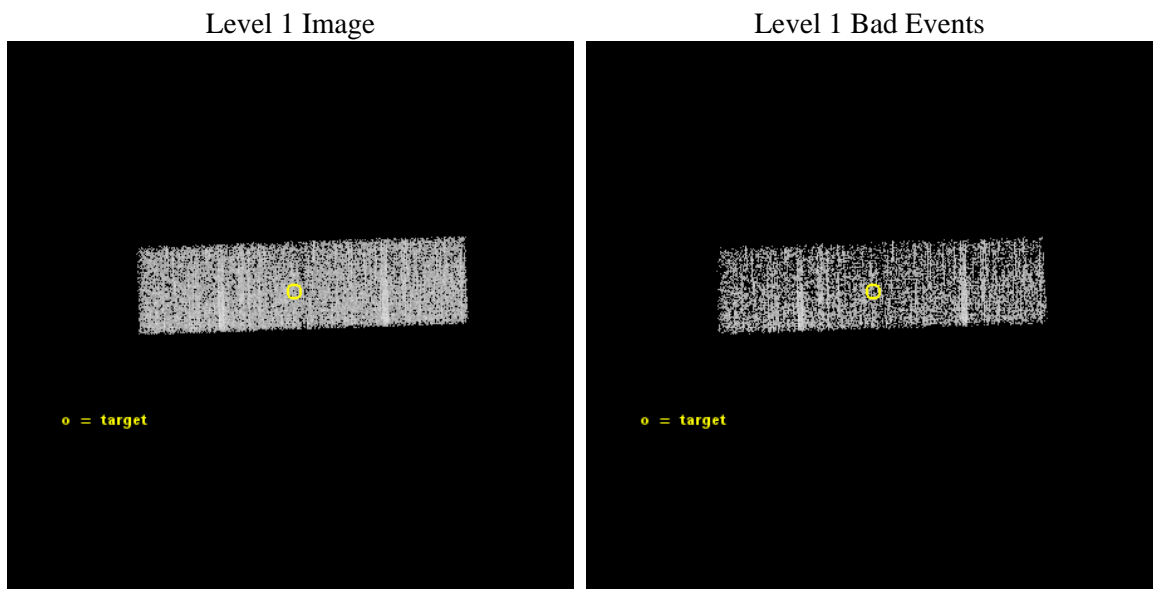 Level 1 Image
Level 1 Bad Events
o = target
o = target